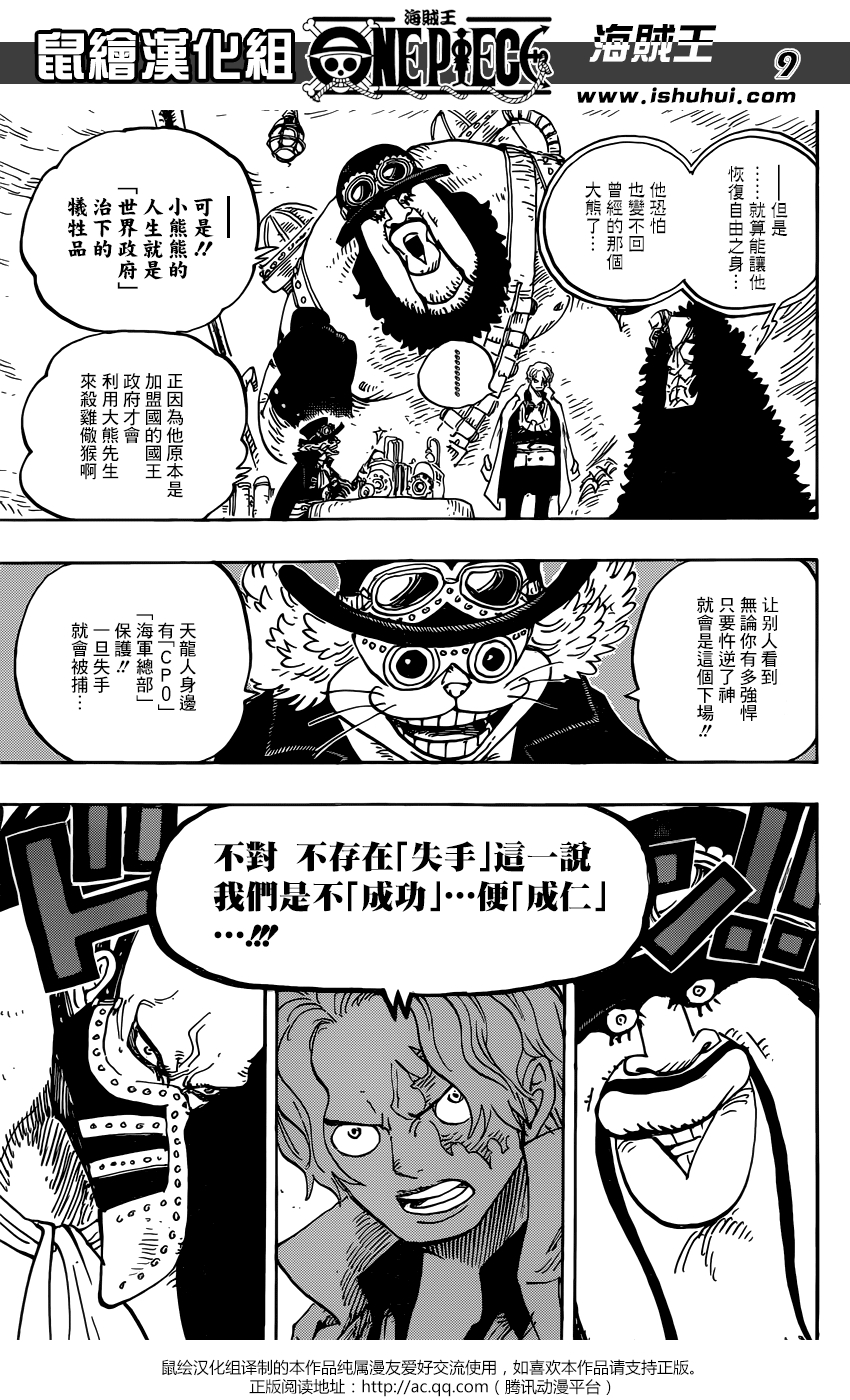 鼠繪漢化組
海賊王
ONE PIECE
海賊王
www.ishuhui.com
9
──但是
……就算能讓他
恢復自由之身…
他恐怕
也變不回
曾經的那個
大熊了…
…………
──
可是!!
小熊熊的
人生就是
「世界政府」
治下的
犧牲品
正因為他原本是
加盟國的國王
政府才會
利用大熊先生
來殺雞儆猴啊
让别人看到
無論你有多強悍
只要忤逆了神
就會是這個下場!!
天龍人身邊
有「CP0」
「海軍總部」
保護!!
一旦失手
就會被捕…
不對 不存在「失手」這一說
我們是不「成功」…便「成仁」
…!!!
ドン!!
鼠绘汉化组译制的本作品纯属漫友爱好交流使用，如喜欢本作品请支持正版。
正版阅读地址：http://ac.qq.com（腾讯动漫平台）